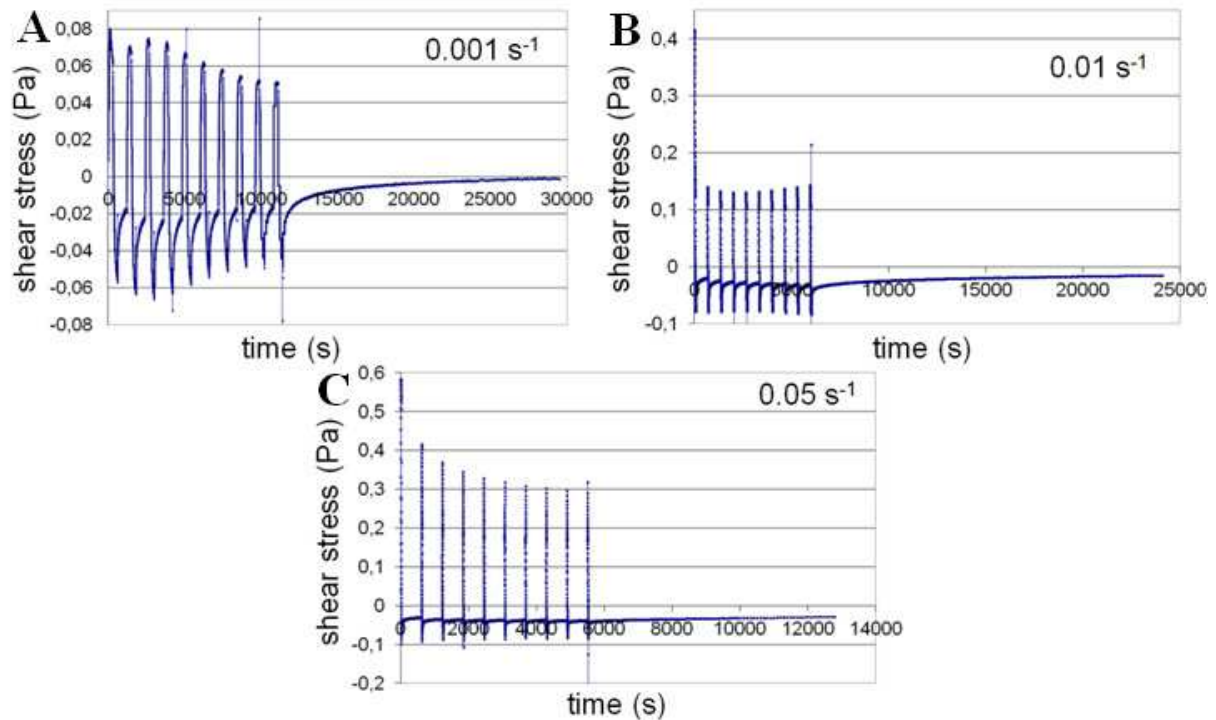 A
0.001 s-1
shear stress (Pa)
0,08
0,06
0,04
0,02
0
-0,02
-0,04
-0,06
-0,08
0 5000 10000 15000 20000 25000 30000
time (s)
B
0.01 s-1
shear stress (Pa)
0,4
0,3
0,2
0,1
0
-0,1
0 5000 10000 15000 20000 25000
time (s)
C
0.05 s-1
shear stress (Pa)
0,6
0,5
0,4
0,3
0,2
0,1
0
-0,1
-0,2
0 2000 4000 6000 8000 10000 12000 14000
time (s)